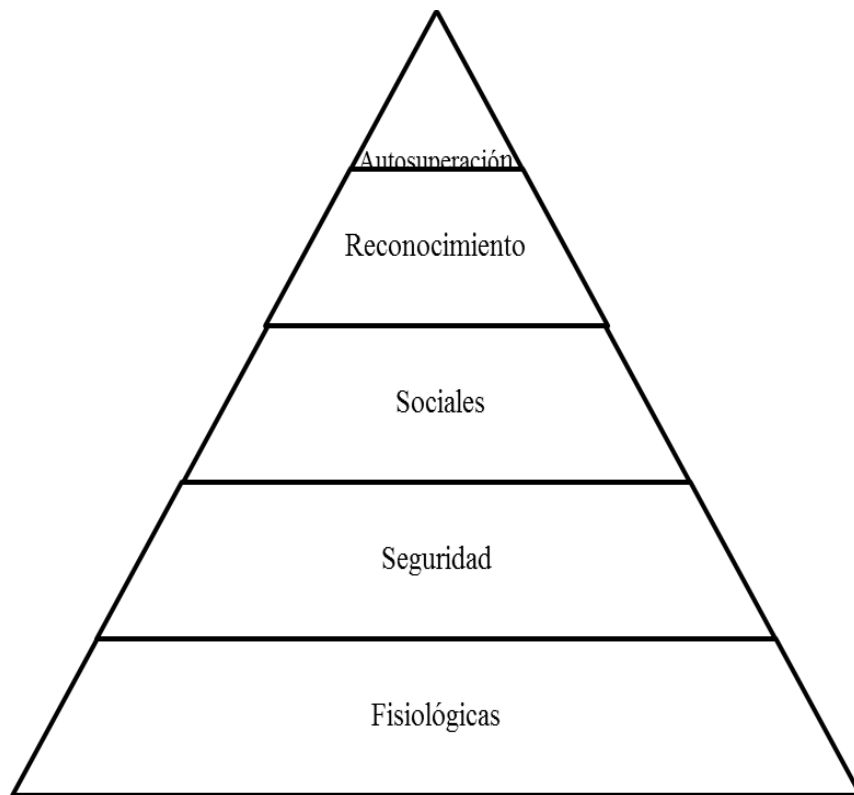 Autosuperación
Reconocimiento
Sociales
Seguridad
Fisiológicas